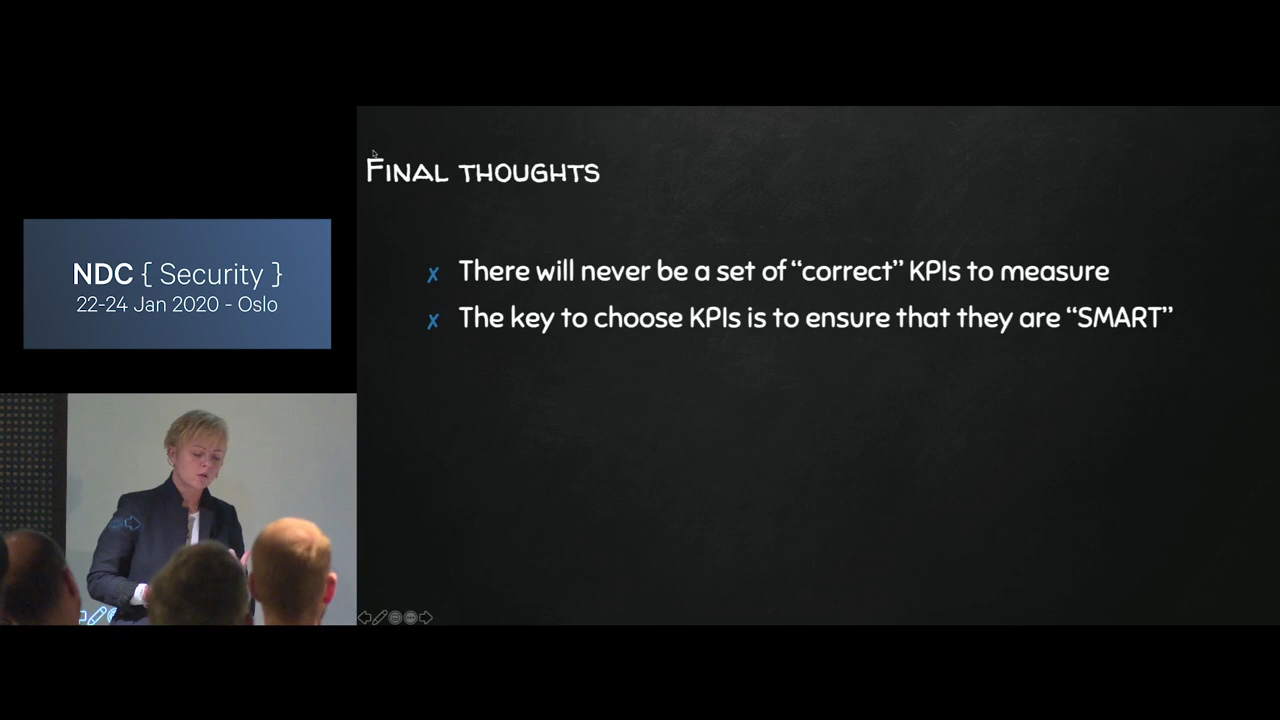 NDC { Security }
22-24 Jan 2020 - Oslo
Final thoughts
x There will never be a set of “correct” KPIs to measure
x The key to choose KPIs is to ensure that they are “SMART”